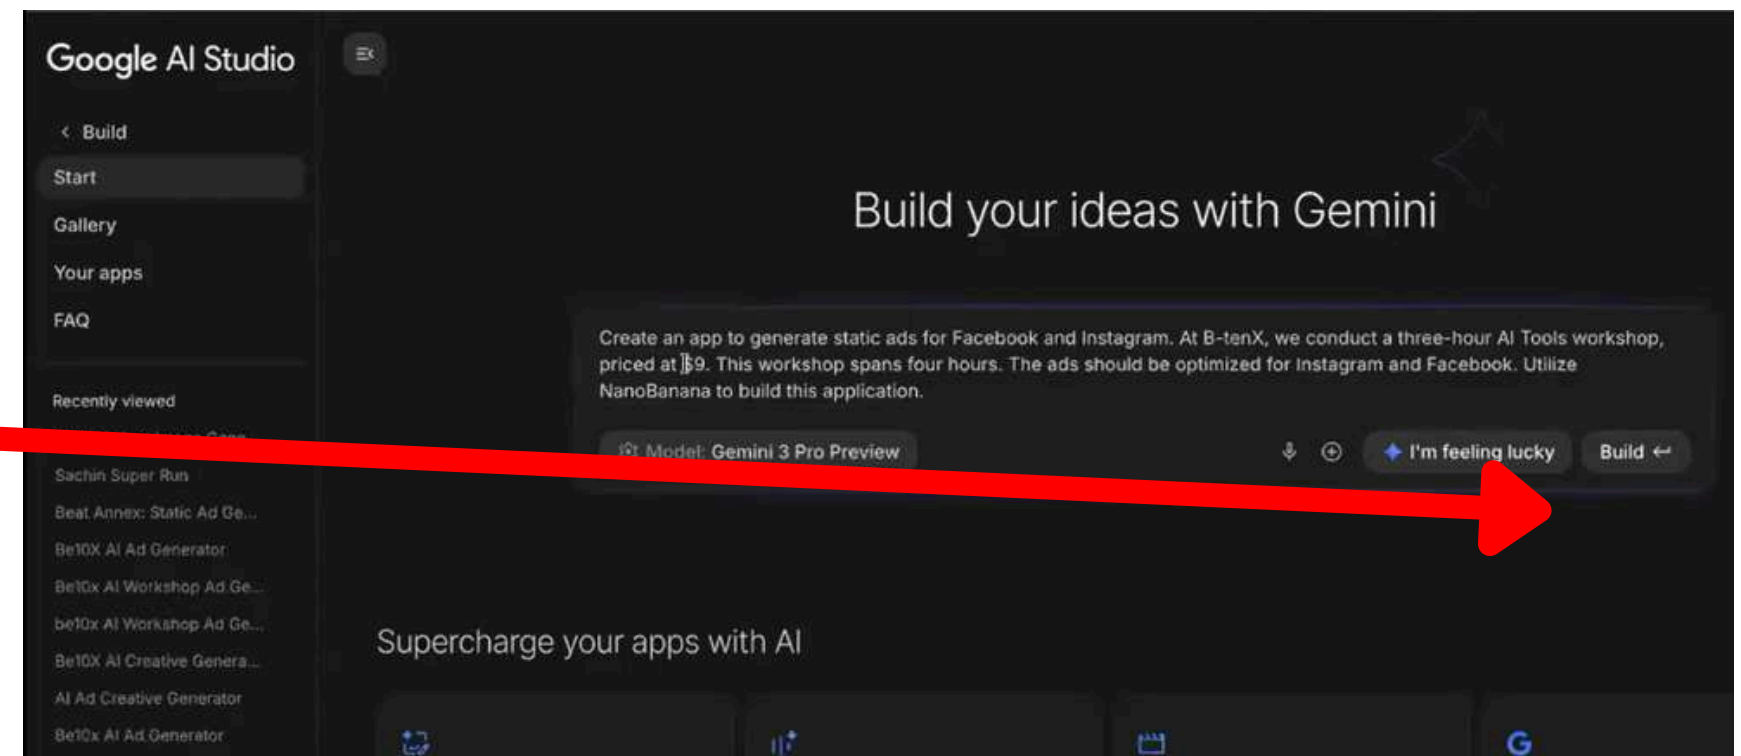 Google AI Studio
Build
Start
Gallery
Your apps
FAQ
Recently viewed
Sachin Super Run
Beat Annex: Static Ad Ge...
Be10X AI Ad Generator
Be10x AI Workshop Ad Ge...
be10x AI Workshop Ad Ge...
Be10X AI Creative Genera...
AI Ad Creative Generator
Be10x AI Ad Generator
Build your ideas with Gemini
Create an app to generate static ads for Facebook and Instagram. At B-tenX, we conduct a three-hour AI Tools workshop,
priced at $9. This workshop spans four hours. The ads should be optimized for Instagram and Facebook. Utilize
NanoBanana to build this application.
Model: Gemini 3 Pro Preview
I'm feeling lucky
Build
Supercharge your apps with AI
G